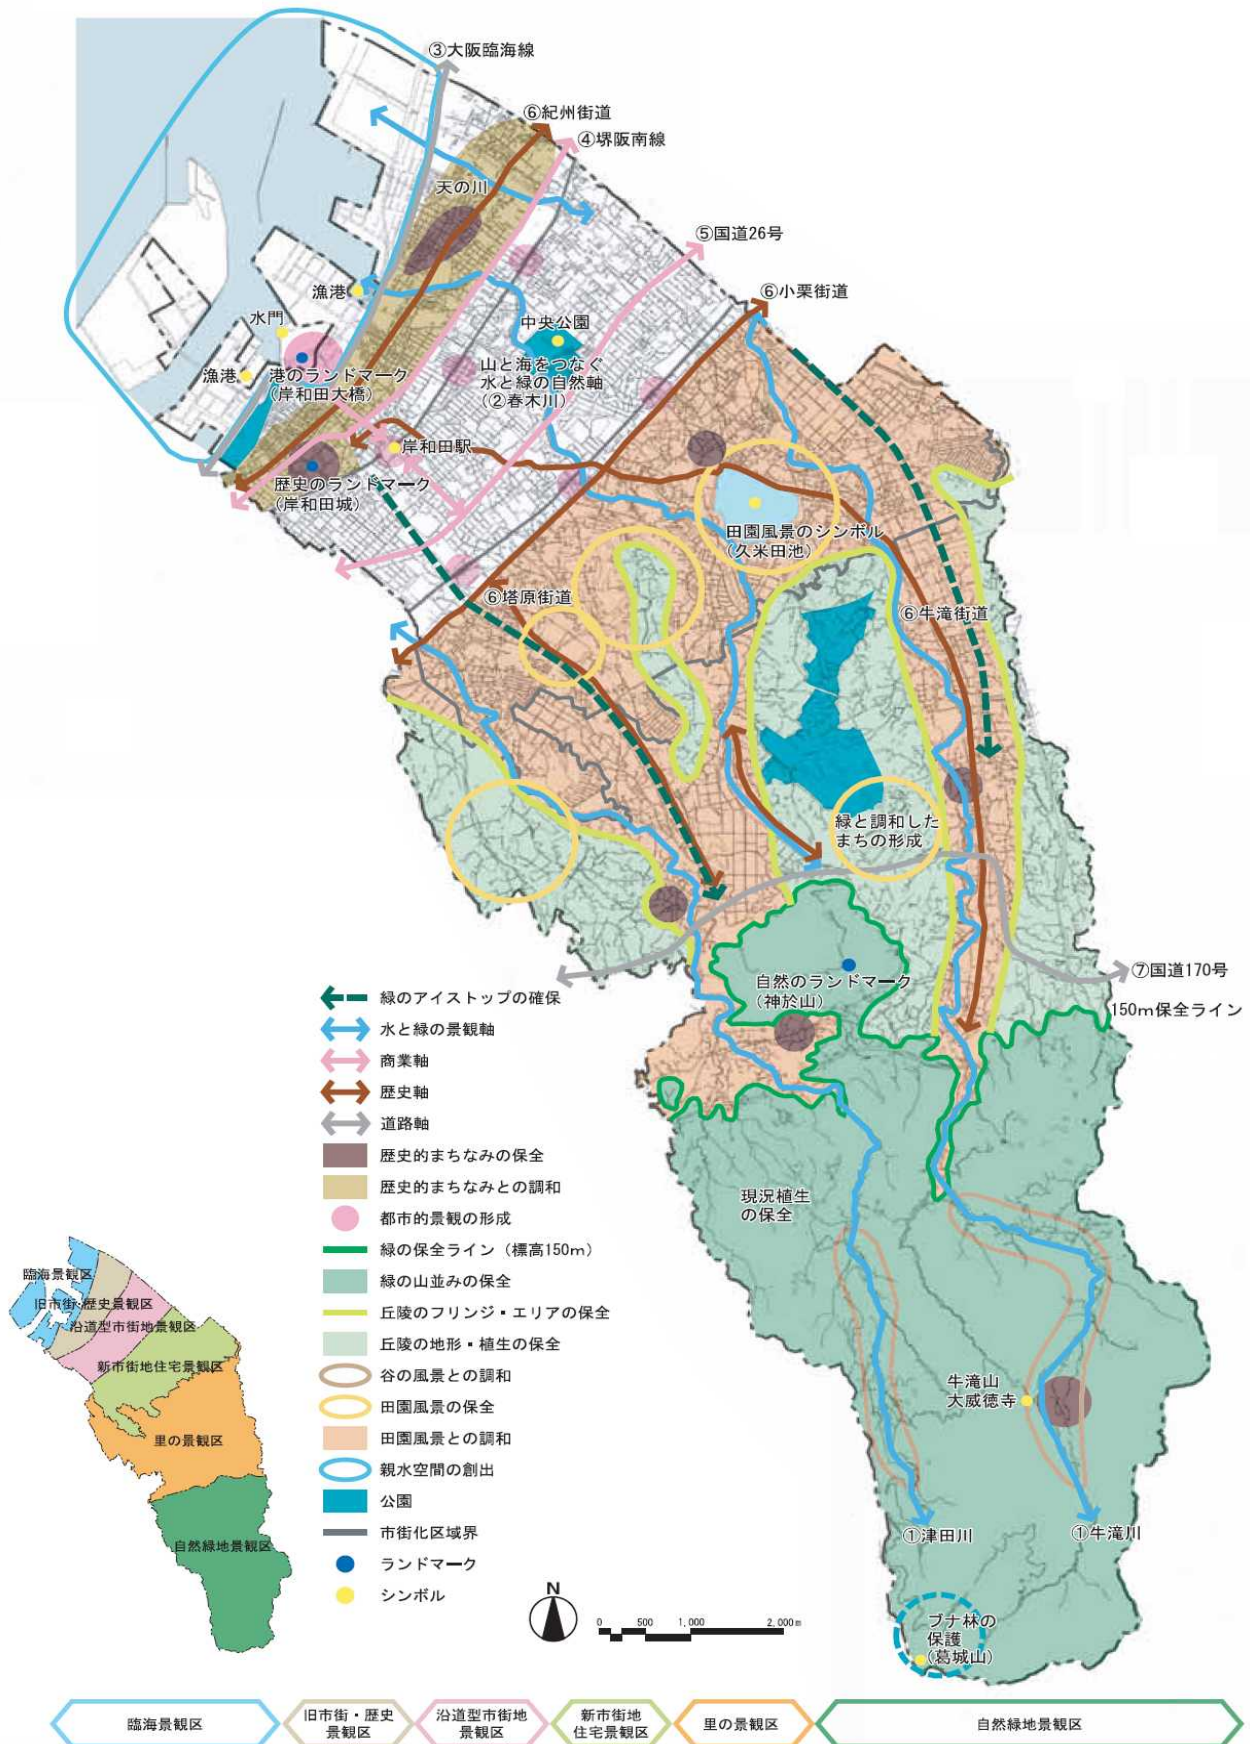 ③大阪臨海線
⑥紀州街道
④堺阪南線
天の川
⑤国道26号
漁港
⑥小栗街道
水門
中央公園
漁港
港のランドマーク
(岸和田大橋)
山と海をつなぐ
水と緑の自然軸
(②春木川)
岸和田駅
歴史のランドマーク
(岸和田城)
田園風景のシンボル
(久米田池)
⑥塔原街道
⑥牛滝街道
緑と調和した
まちの形成
⑦国道170号
自然のランドマーク
(神於山)
150m保全ライン
緑のアイストップの確保
水と緑の景観軸
商業軸
歴史軸
道路軸
歴史的まちなみの保全
歴史的まちなみとの調和
都市的景観の形成
緑の保全ライン(標高150m)
緑の山並みの保全
丘陵のフリンジ・エリアの保全
丘陵の地形・植生の保全
谷の風景との調和
田園風景の保全
田園風景との調和
親水空間の創出
公園
市街化区域界
ランドマーク
シンボル
現況植生
の保全
牛滝山
大威徳寺
①津田川
①牛滝川
ブナ林の
保護
(葛城山)
臨海景観区
旧市街・歴史景観区
沿道型市街地景観区
新市街地住宅景観区
里の景観区
自然緑地景観区
N
0 500 1,000 2,000m
臨海景観区
旧市街・歴史
景観区
沿道型市街地
景観区
新市街地
住宅景観区
里の景観区
自然緑地景観区